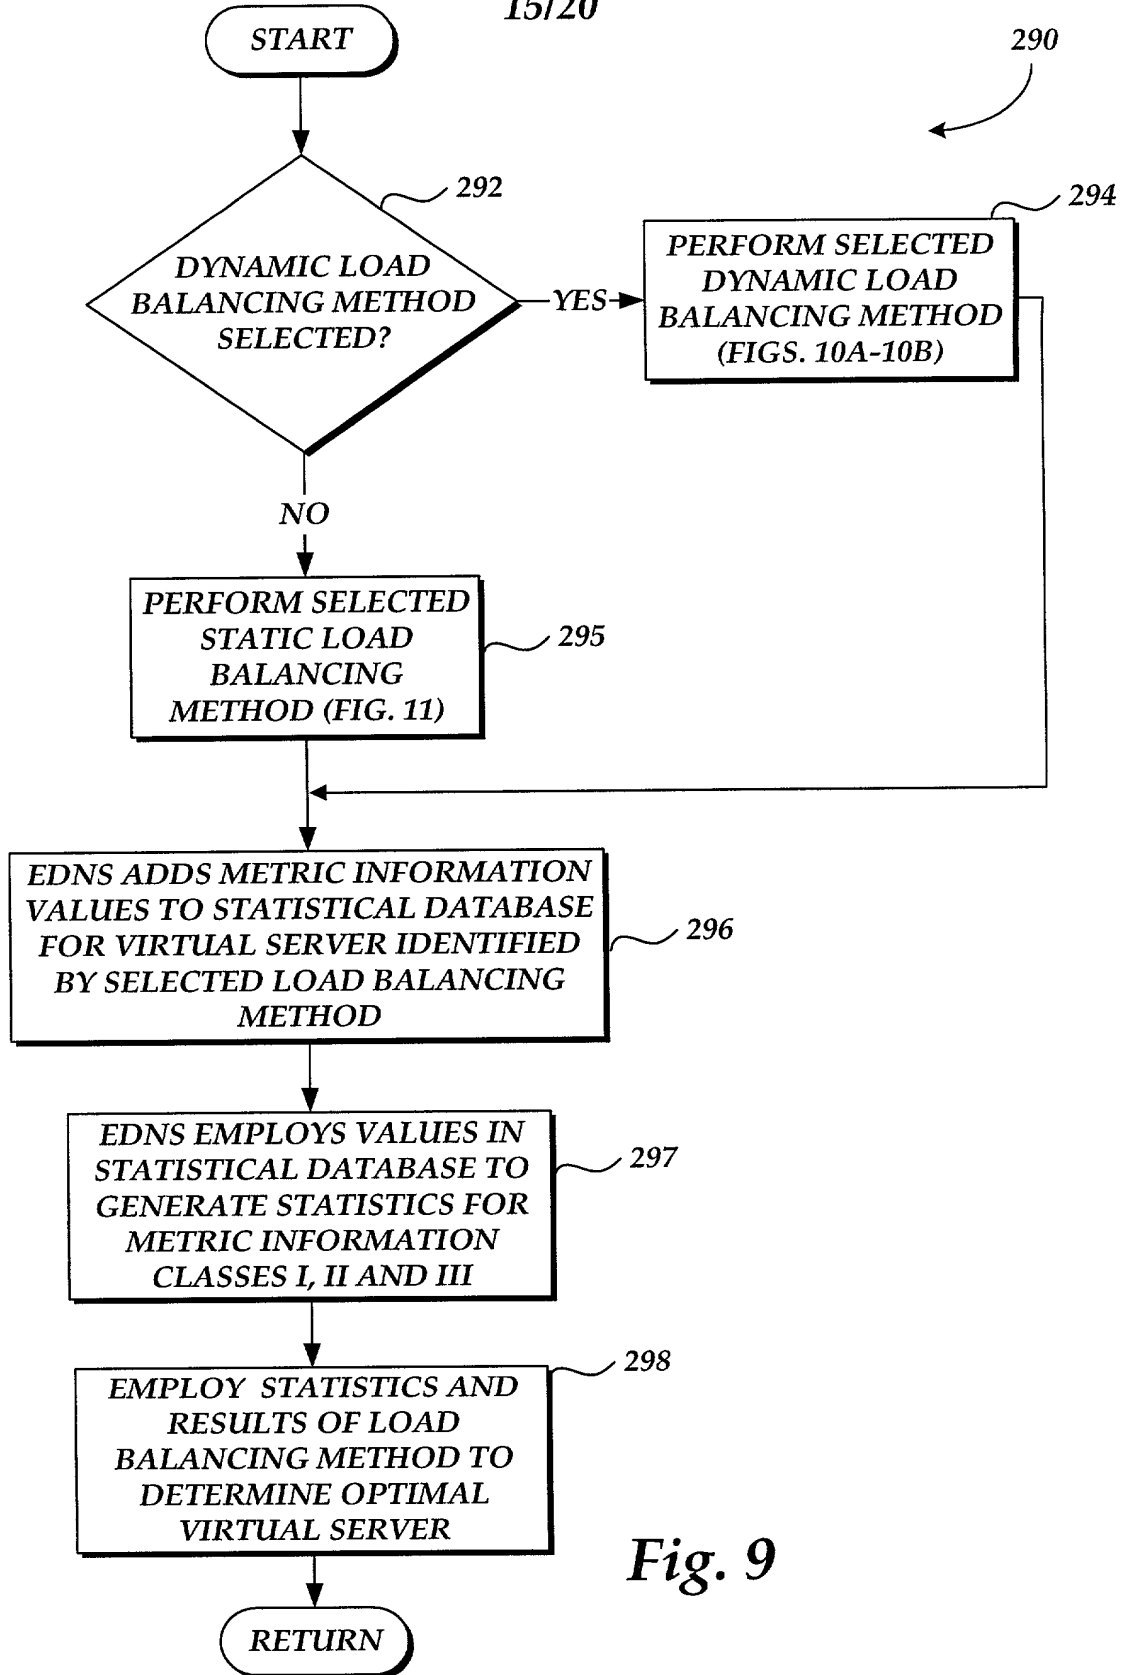 15/20
START
290
292
294
DYNAMIC LOAD
BALANCING METHOD
SELECTED?
YES
PERFORM SELECTED
DYNAMIC LOAD
BALANCING METHOD
(FIGS. 10A-10B)
NO
PERFORM SELECTED
STATIC LOAD
BALANCING
METHOD (FIG. 11)
295
EDNS ADDS METRIC INFORMATION
VALUES TO STATISTICAL DATABASE
FOR VIRTUAL SERVER IDENTIFIED
BY SELECTED LOAD BALANCING
METHOD
296
EDNS EMPLOYS VALUES IN
STATISTICAL DATABASE TO
GENERATE STATISTICS FOR
METRIC INFORMATION
CLASSES I, II AND III
297
EMPLOY STATISTICS AND
RESULTS OF LOAD
BALANCING METHOD TO
DETERMINE OPTIMAL
VIRTUAL SERVER
298
Fig. 9
RETURN